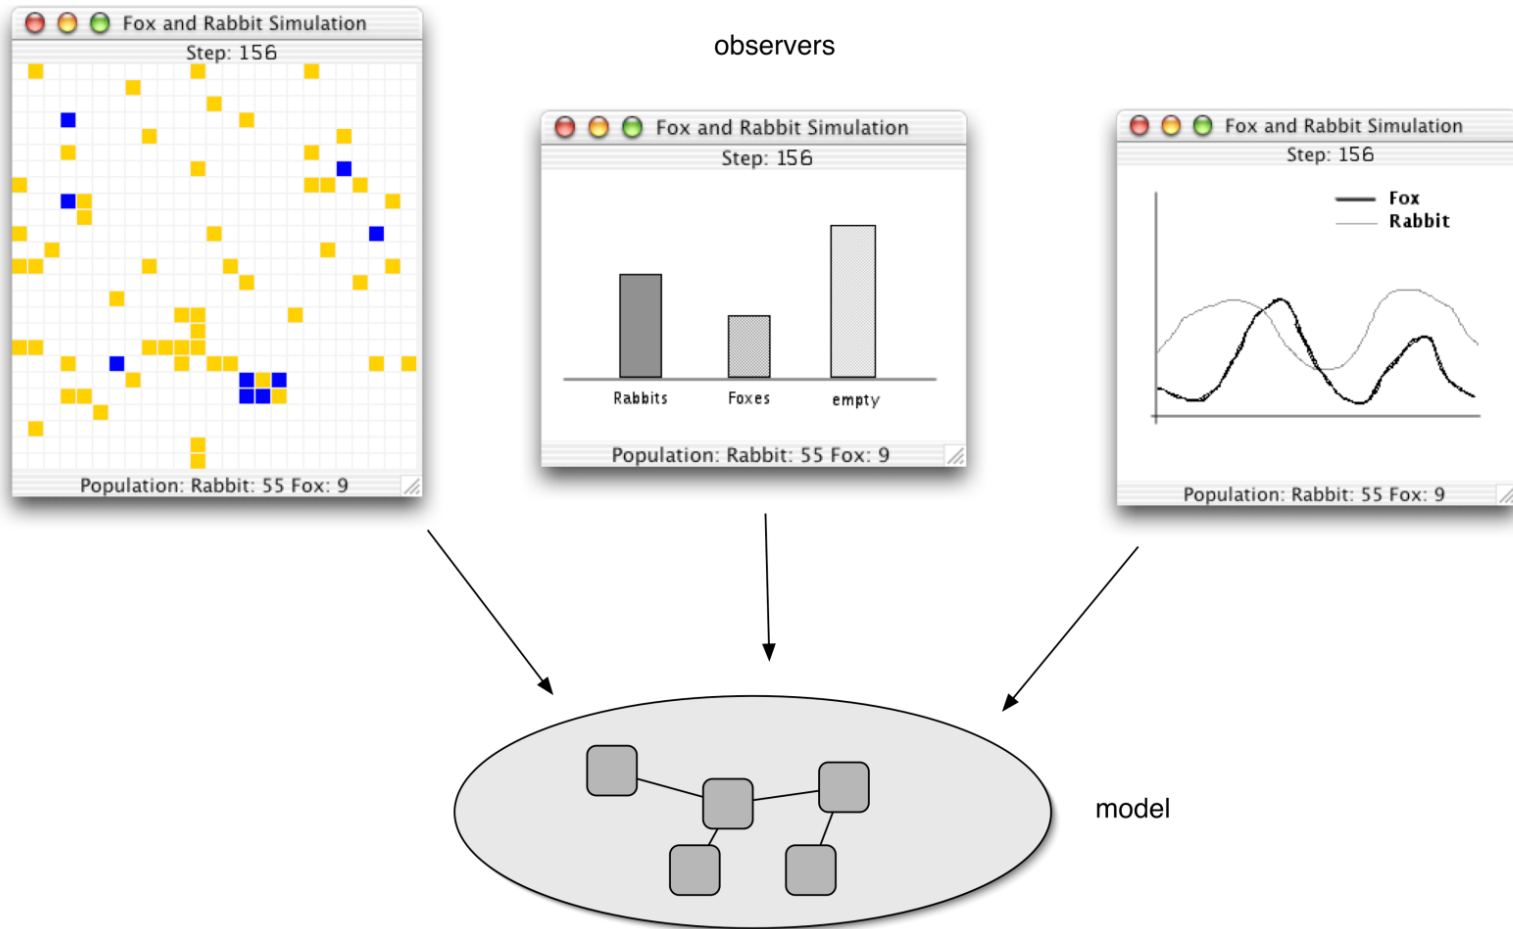 Fox and Rabbit Simulation
Step: 156
Population: Rabbit: 55 Fox: 9
observers
Fox and Rabbit Simulation
Step: 156
Rabbits Foxes empty
Population: Rabbit: 55 Fox: 9
Fox and Rabbit Simulation
Step: 156
Fox
Rabbit
Population: Rabbit: 55 Fox: 9
model